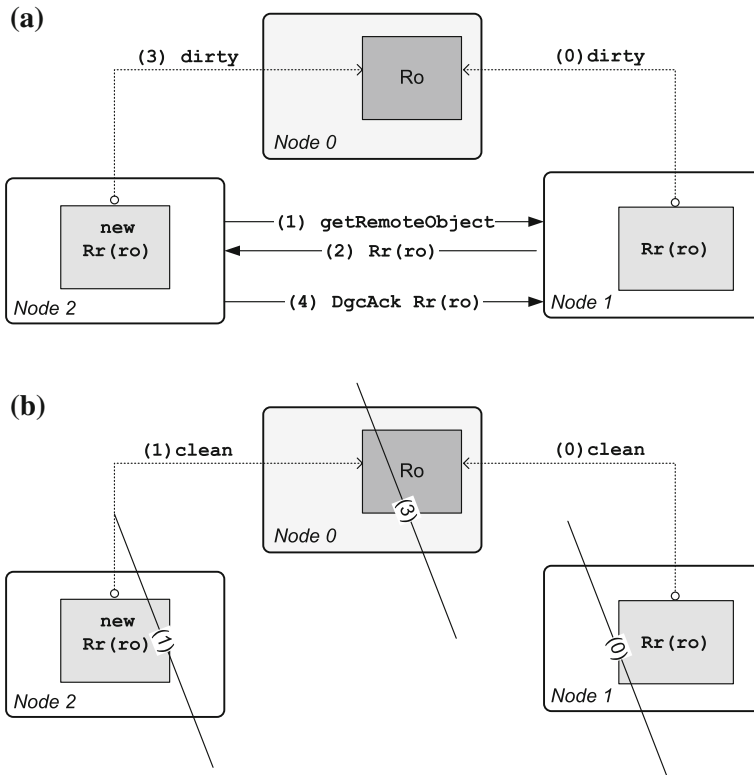 (a)
(3) dirty
(0)dirty
Ro
Node 0
new
Rr(ro)
(1) getRemoteObject
(2) Rr(ro)
Rr(ro)
(4) DgcAck Rr(ro)
Node 2
Node 1
(b)
(1)clean
(0)clean
Ro
(3)
Node 0
new
Rr(ro)
(1)
(0)
Rr(ro)
Node 2
Node 1